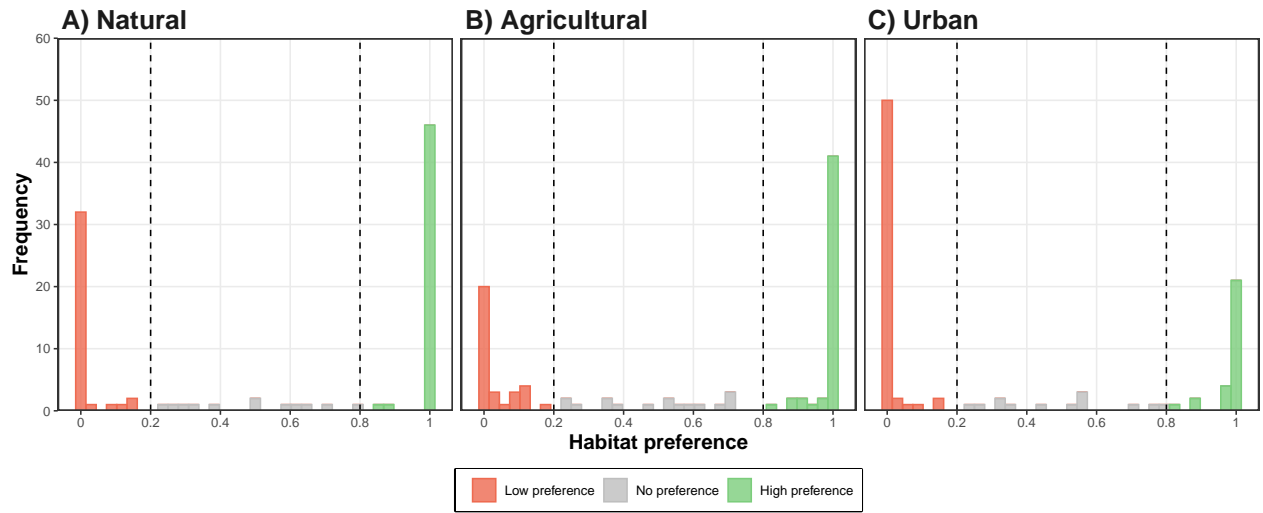 A) Natural
B) Agricultural
C) Urban
60
50
40
30
20
10
0
Frequency
0 0.2 0.4 0.6 0.8 1
0 0.2 0.4 0.6 0.8 1
0 0.2 0.4 0.6 0.8 1
Habitat preference
Low preference No preference High preference